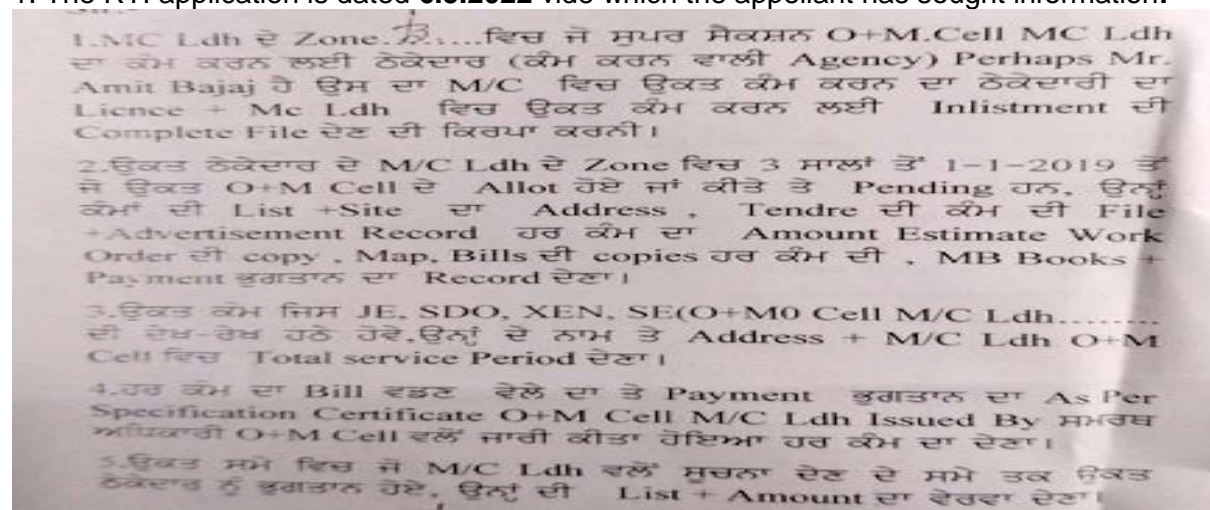 1. The RTI application is dated vide which the appellant has sought information.
1.MC Ldh ਦੇ Zone.....ਵਿਚ ਜੋ ਸੁਪਰ ਸੈਕਸ਼ਨ O+M.Cell MC Ldh
ਦਾ ਕੰਮ ਕਰਨ ਲਈ ਠੇਕੇਦਾਰ (ਕੰਮ ਕਰਨ ਵਾਲੀ Agency) Perhaps Mr.
Amit Bajaj ਹੈ ਉਸ ਦਾ M/C ਵਿਚ ਉਕਤ ਕੰਮ ਕਰਨ ਦਾ ਠੇਕੇਦਾਰੀ ਦਾ
Licnce + Mc Ldh ਵਿਚ ਉਕਤ ਕੰਮ ਕਰਨ ਲਈ Inlistment ਦੀ
Complete File ਦੇਣ ਦੀ ਕਿਰਪਾ ਕਰਨੀ।
2.ਉਕਤ ਠੇਕੇਦਾਰ ਦੇ M/C Ldh ਦੇ Zone ਵਿਚ 3 ਸਾਲਾਂ ਤੋਂ 1-1-2019 ਤੋਂ
ਜੋ ਉਕਤ O+M Cell ਦੇ Allot ਹੋਏ ਜਾਂ ਕੀਤੇ ਤੇ Pending ਹਨ, ਉਨ੍ਹਾਂ
ਕੰਮਾਂ ਦੀ List +Site ਦਾ Address , Tendre ਦੀ ਕੰਮ ਦੀ File
+Advertisement Record ਹਰ ਕੰਮ ਦਾ Amount Estimate Work
Order ਦੀ copy , Map, Bills ਦੀ copies ਹਰ ਕੰਮ ਦੀ , MB Books +
Payment ਭੁਗਤਾਨ ਦਾ Record ਦੇਣਾ।
3.ਉਕਤ ਕੰਮ ਜਿਸ JE, SDO, XEN, SE(O+M0 Cell M/C Ldh.........
ਦੀ ਦੇਖ-ਰੇਖ ਹਠੇ ਹੋਵੇ,ਉਨ੍ਹਾਂ ਦੇ ਨਾਮ ਤੇ Address + M/C Ldh O+M
Cell ਵਿਚ Total service Period ਦੇਣਾ।
4.ਹਰ ਕੰਮ ਦਾ Bill ਵਡਣ ਵੇਲੇ ਦਾ ਤੇ Payment ਭੁਗਤਾਨ ਦਾ As Per
Specification Certificate O+M Cell M/C Ldh Issued By ਸਮਰਥ
ਅਧਿਕਾਰੀ O+M Cell ਵਲੋਂ ਜਾਰੀ ਕੀਤਾ ਹੋਇਆ ਹਰ ਕੰਮ ਦਾ ਦੇਣਾ।
5.ਉਕਤ ਸਮੇ ਵਿਚ ਜੋ M/C Ldh ਵਲੋਂ ਸੁਚਨਾ ਦੇਣ ਦੇ ਸਮੇ ਤਕ ਉਕਤ
ਠੇਕਦਾਰ ਨੂੰ ਭੁਗਤਾਨ ਹੋਏ, ਉਨ੍ਹਾਂ ਦੀ List + Amount ਦਾ ਵੇਰਵਾ ਦੇਣਾ।